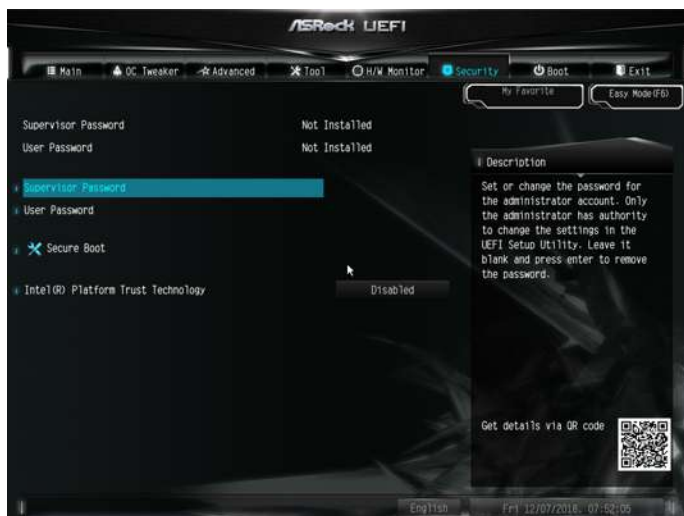 ASRock UEFI
Main OC Tweaker Advanced Tool H/W Monitor Security Boot Exit
My Favorite Easy Mode(F6)
Supervisor Password Not Installed
User Password Not Installed
Supervisor Password
User Password
Secure Boot
Intel(R) Platform Trust Technology Disabled
Description
Set or change the password for
the administrator account. Only
the administrator has authority
to change the settings in the
UEFI Setup Utility. Leave it
blank and press enter to remove
the password.
Get details via QR code
English Fri 12/07/2018. 07:52:05